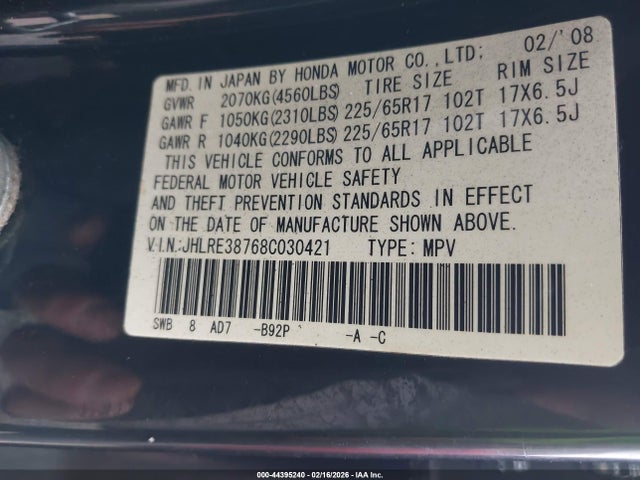 MFD. IN JAPAN BY HONDA MOTOR CO., LTD; 02/'08
GVWR 2070KG(4560LBS) TIRE SIZE RIM SIZE
GAWR F 1050KG(2310LBS) 225/65R17 102T 17X6.5J
GAWR R 1040KG(2290LBS) 225/65R17 102T 17X6.5J
THIS VEHICLE CONFORMS TO ALL APPLICABLE
FEDERAL MOTOR VEHICLE SAFETY
AND THEFT PREVENTION STANDARDS IN EFFECT
ON THE DATE OF MANUFACTURE SHOWN ABOVE.
V.I.N:JHLRE38768C030421 TYPE: MPV
SWB 8 AD7 -B92P -A -C
000-44395240 - 02/16/2026 - IAA Inc.